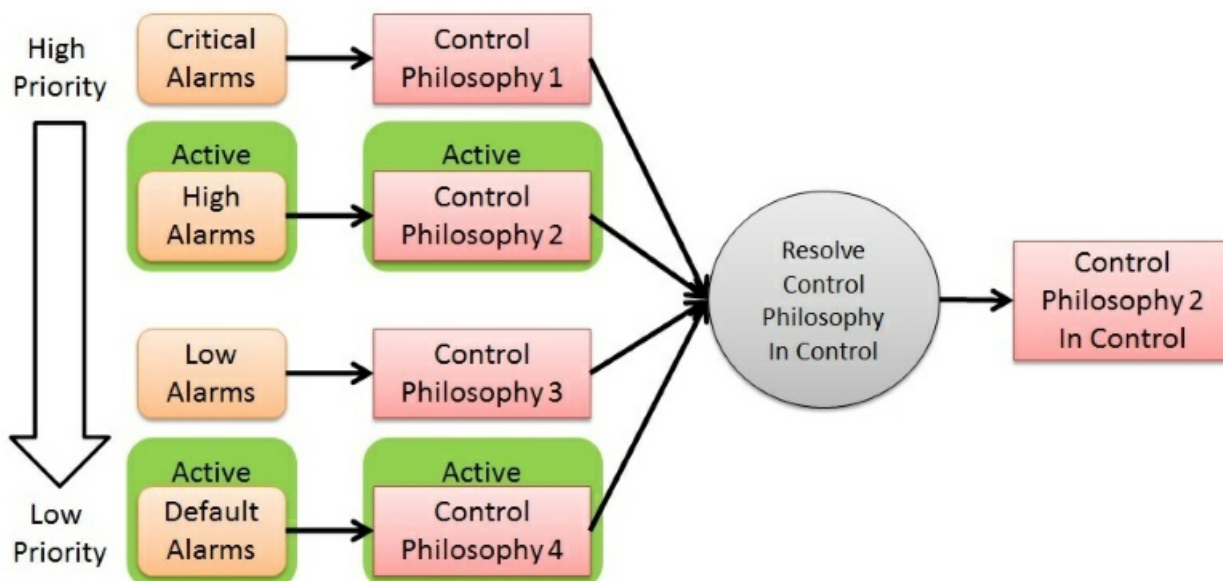 High
Priority
Critical
Alarms
Control
Philosophy 1
Active
High
Alarms
Active
Control
Philosophy 2
Low
Alarms
Control
Philosophy 3
Active
Default
Alarms
Active
Control
Philosophy 4
Low
Priority
Resolve
Control
Philosophy
In Control
Control
Philosophy 2
In Control